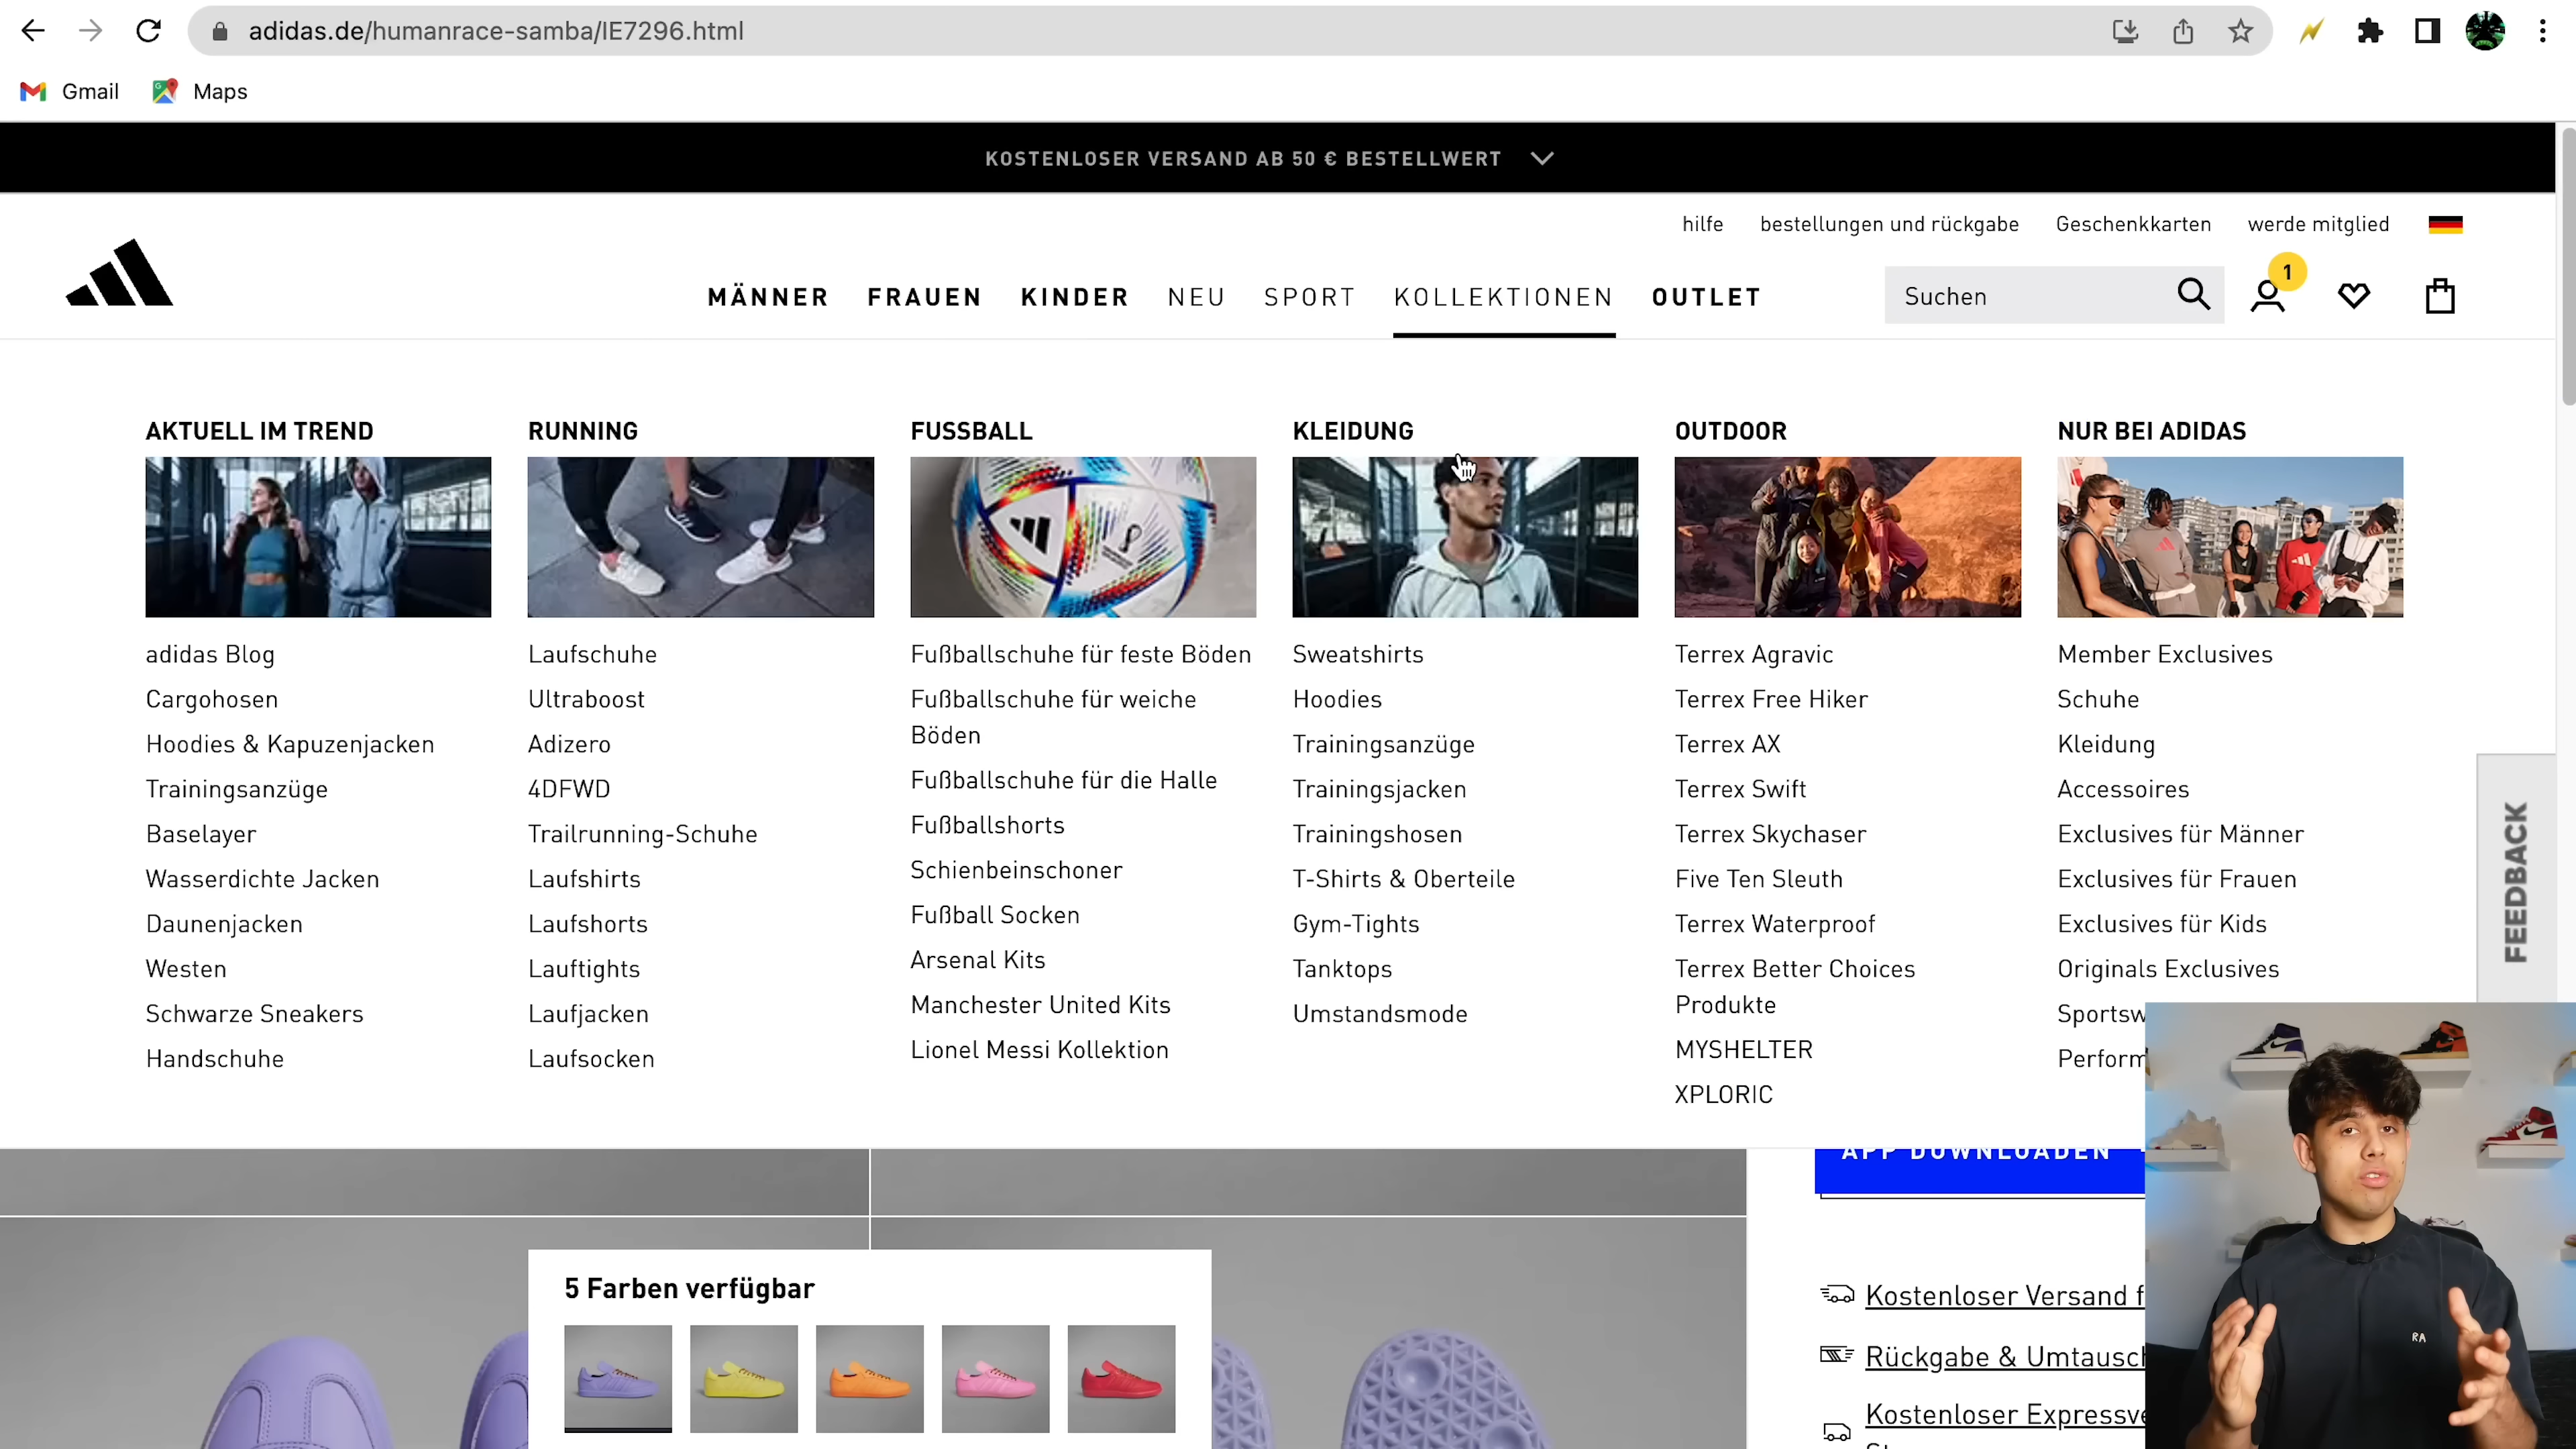 adidas.de/humanrace-samba/IE7296.html
Gmail
Maps
KOSTENLOSER VERSAND AB 50 € BESTELLWERT
hilfe
bestellungen und rückgabe
Geschenkkarten
werde mitglied
MÄNNER
FRAUEN
KINDER
NEU
SPORT
KOLLEKTIONEN
OUTLET
Suchen
1
AKTUELL IM TREND
adidas Blog
Cargohosen
Hoodies & Kapuzenjacken
Trainingsanzüge
Baselayer
Wasserdichte Jacken
Daunenjacken
Westen
Schwarze Sneakers
Handschuhe
RUNNING
Laufschuhe
Ultraboost
Adizero
4DFWD
Trailrunning-Schuhe
Laufshirts
Laufshorts
Lauftights
Laufjacken
Laufsocken
FUSSBALL
Fußballschuhe für feste Böden
Fußballschuhe für weiche
Böden
Fußballschuhe für die Halle
Fußballshorts
Schienbeinschoner
Fußball Socken
Arsenal Kits
Manchester United Kits
Lionel Messi Kollektion
KLEIDUNG
Sweatshirts
Hoodies
Trainingsanzüge
Trainingsjacken
Trainingshosen
T-Shirts & Oberteile
Gym-Tights
Tanktops
Umstandsmode
OUTDOOR
Terrex Agravic
Terrex Free Hiker
Terrex AX
Terrex Swift
Terrex Skychaser
Five Ten Sleuth
Terrex Waterproof
Terrex Better Choices
Produkte
MYSHELTER
XPLORIC
NUR BEI ADIDAS
Member Exclusives
Schuhe
Kleidung
Accessoires
Exclusives für Männer
Exclusives für Frauen
Exclusives für Kids
Originals Exclusives
Sportsw
Perform
FEEDBACK
APP DOWNLOADEN
5 Farben verfügbar
Kostenloser Versand f
Rückgabe & Umtausch
Kostenloser Expressve
RA